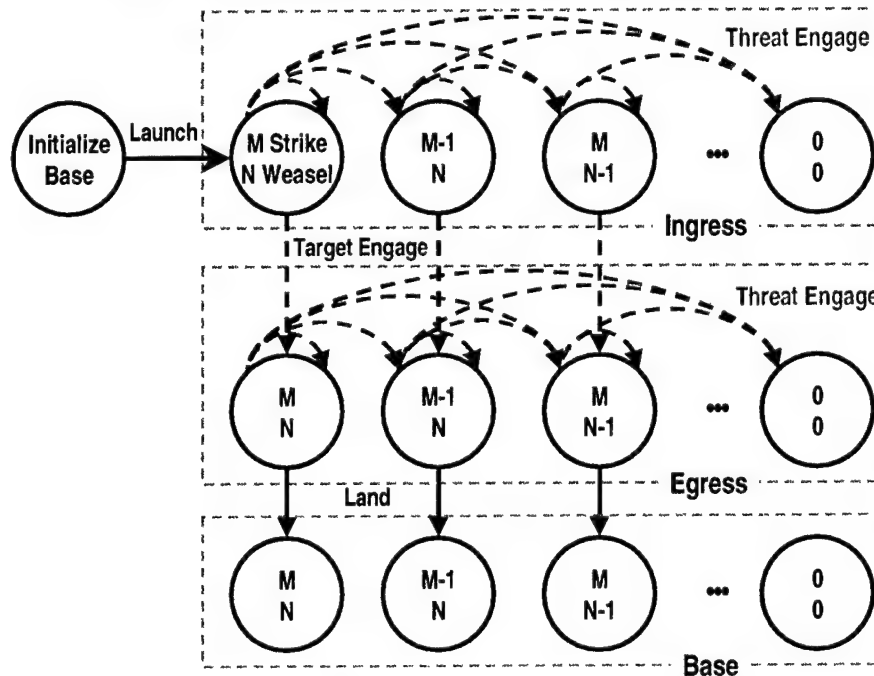 Threat Engage
Initialize
Base
Launch
M Strike
N Weasel
M-1
N
M
N-1
...
0
0
Ingress
Target Engage
Threat Engage
M
N
M-1
N
M
N-1
...
0
0
Egress
Land
M
N
M-1
N
M
N-1
...
0
0
Base